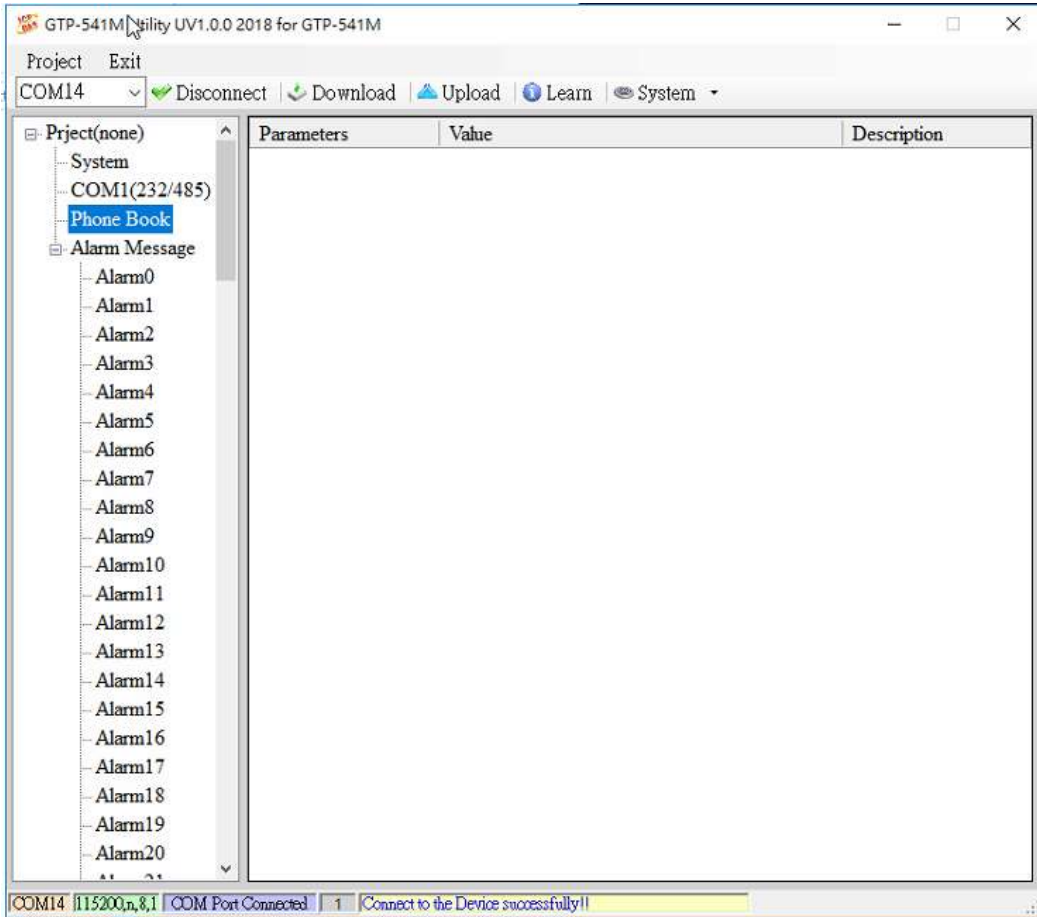 GTP-541M Utility UV1.0.0 2018 for GTP-541M
Project Exit
COM14 Disconnect Download Upload Learn System
Prject(none)
System
COM1(232/485)
Phone Book
Alarm Message
Alarm0
Alarm1
Alarm2
Alarm3
Alarm4
Alarm5
Alarm6
Alarm7
Alarm8
Alarm9
Alarm10
Alarm11
Alarm12
Alarm13
Alarm14
Alarm15
Alarm16
Alarm17
Alarm18
Alarm19
Alarm20
Parameters Value Description
COM14 115200,n,8,1 COM Port Connected 1 Connect to the Device successfully!!